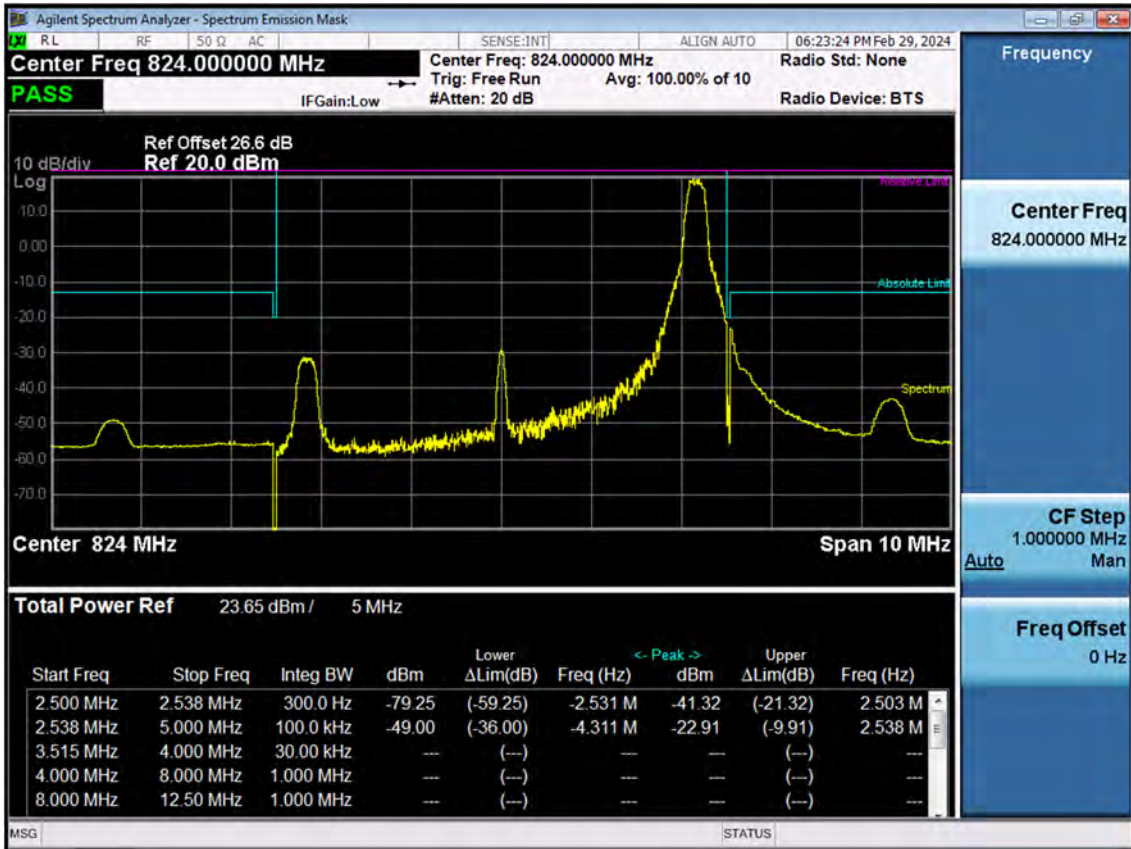 Agilent Spectrum Analyzer - Spectrum Emission Mask
LXI RL RF 50 Ω AC SENSE:INT ALIGN AUTO 06:23:24 PM Feb 29, 2024
Center Freq 824.000000 MHz Center Freq: 824.000000 MHz Radio Std: None
Trig: Free Run Avg: 100.00% of 10
PASS IFGain:Low #Atten: 20 dB Radio Device: BTS
Ref Offset 26.6 dB
10 dB/div Ref 20.0 dBm
Log
Relative Limit
10.0
0.00
-10.0
Absolute Limit
-20.0
-30.0
-40.0
Spectrum
-50.0
-60.0
-70.0
Center 824 MHz Span 10 MHz
Total Power Ref 23.65 dBm / 5 MHz
Lower <- Peak -> Upper
Start Freq Stop Freq Integ BW dBm ΔLim(dB) Freq (Hz) dBm ΔLim(dB) Freq (Hz)
2.500 MHz 2.538 MHz 300.0 Hz -79.25 (-59.25) -2.531 M -41.32 (-21.32) 2.503 M
2.538 MHz 5.000 MHz 100.0 kHz -49.00 (-36.00) -4.311 M -22.91 (-9.91) 2.538 M
3.515 MHz 4.000 MHz 30.00 kHz --- (---) --- --- (---) ---
4.000 MHz 8.000 MHz 1.000 MHz --- (---) --- --- (---) ---
8.000 MHz 12.50 MHz 1.000 MHz --- (---) --- --- (---) ---
MSG STATUS
Frequency
Center Freq
824.000000 MHz
CF Step
1.000000 MHz
Auto Man
Freq Offset
0 Hz